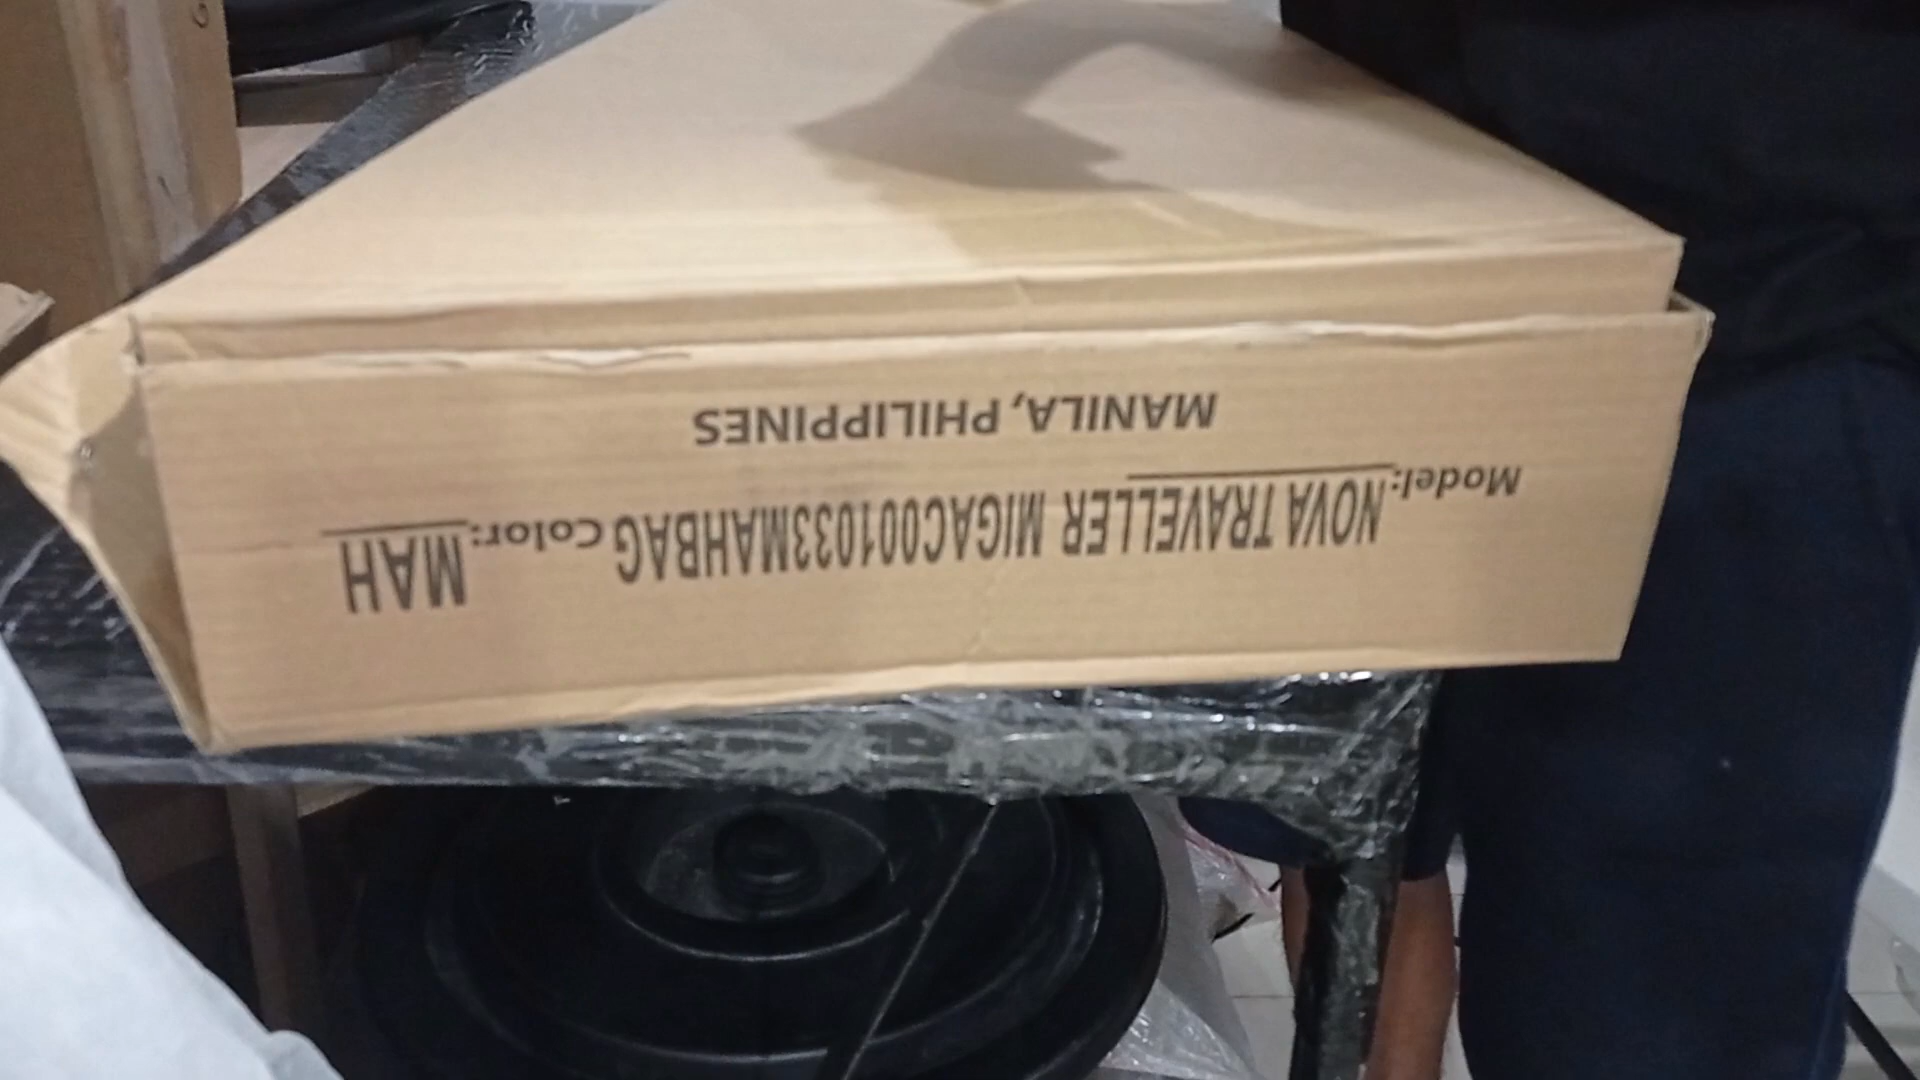 Model: NOVA TRAVELLER MIGAC001033MAHBAG Color: MAH
MANILA, PHILIPPINES